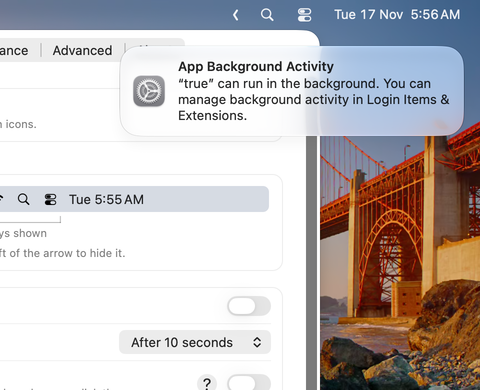 Tue 17 Nov 5:56 AM
ance Advanced
App Background Activity
“true” can run in the background. You can
manage background activity in Login Items &
Extensions.
icons.
Tue 5:55 AM
ys shown
ft of the arrow to hide it.
After 10 seconds
?